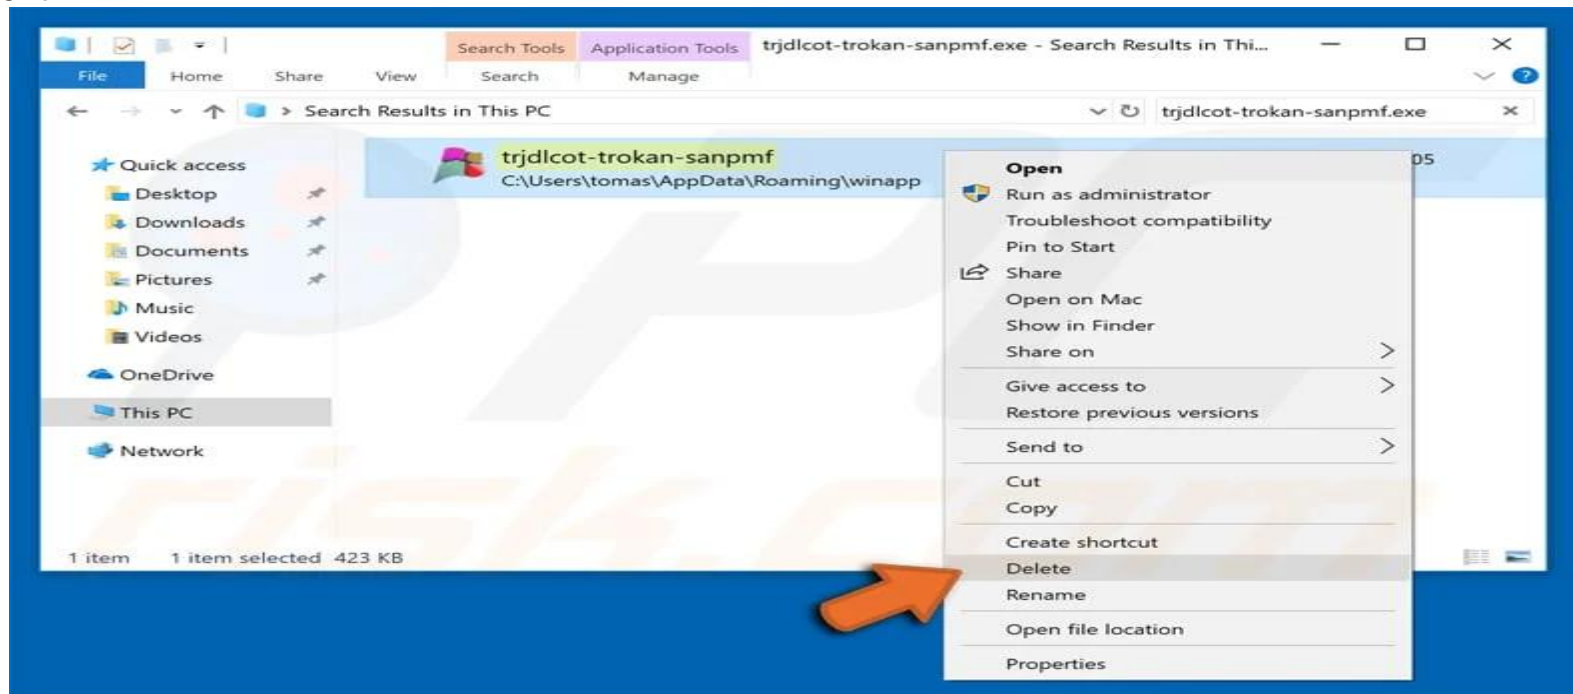 Search Tools Application Tools trjdlcot-trokan-sanpmf.exe - Search Results in Thi...
File Home Share View Search Manage
Search Results in This PC trjdlcot-trokan-sanpmf.exe
Quick access
Desktop
Downloads
Documents
Pictures
Music
Videos
OneDrive
This PC
Network
trjdlcot-trokan-sanpmf
C:\Users\tomas\AppData\Roaming\winapp
05
Open
Run as administrator
Troubleshoot compatibility
Pin to Start
Share
Open on Mac
Show in Finder
Share on
Give access to
Restore previous versions
Send to
Cut
Copy
Create shortcut
Delete
Rename
Open file location
Properties
1 item 1 item selected 423 KB
risk.com